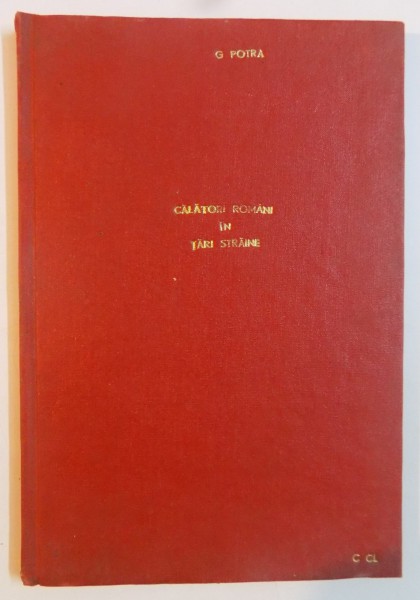 G POTRA
CĂLĂTORI ROMÂNI
ÎN
ȚĂRI STRĂINE
C CL